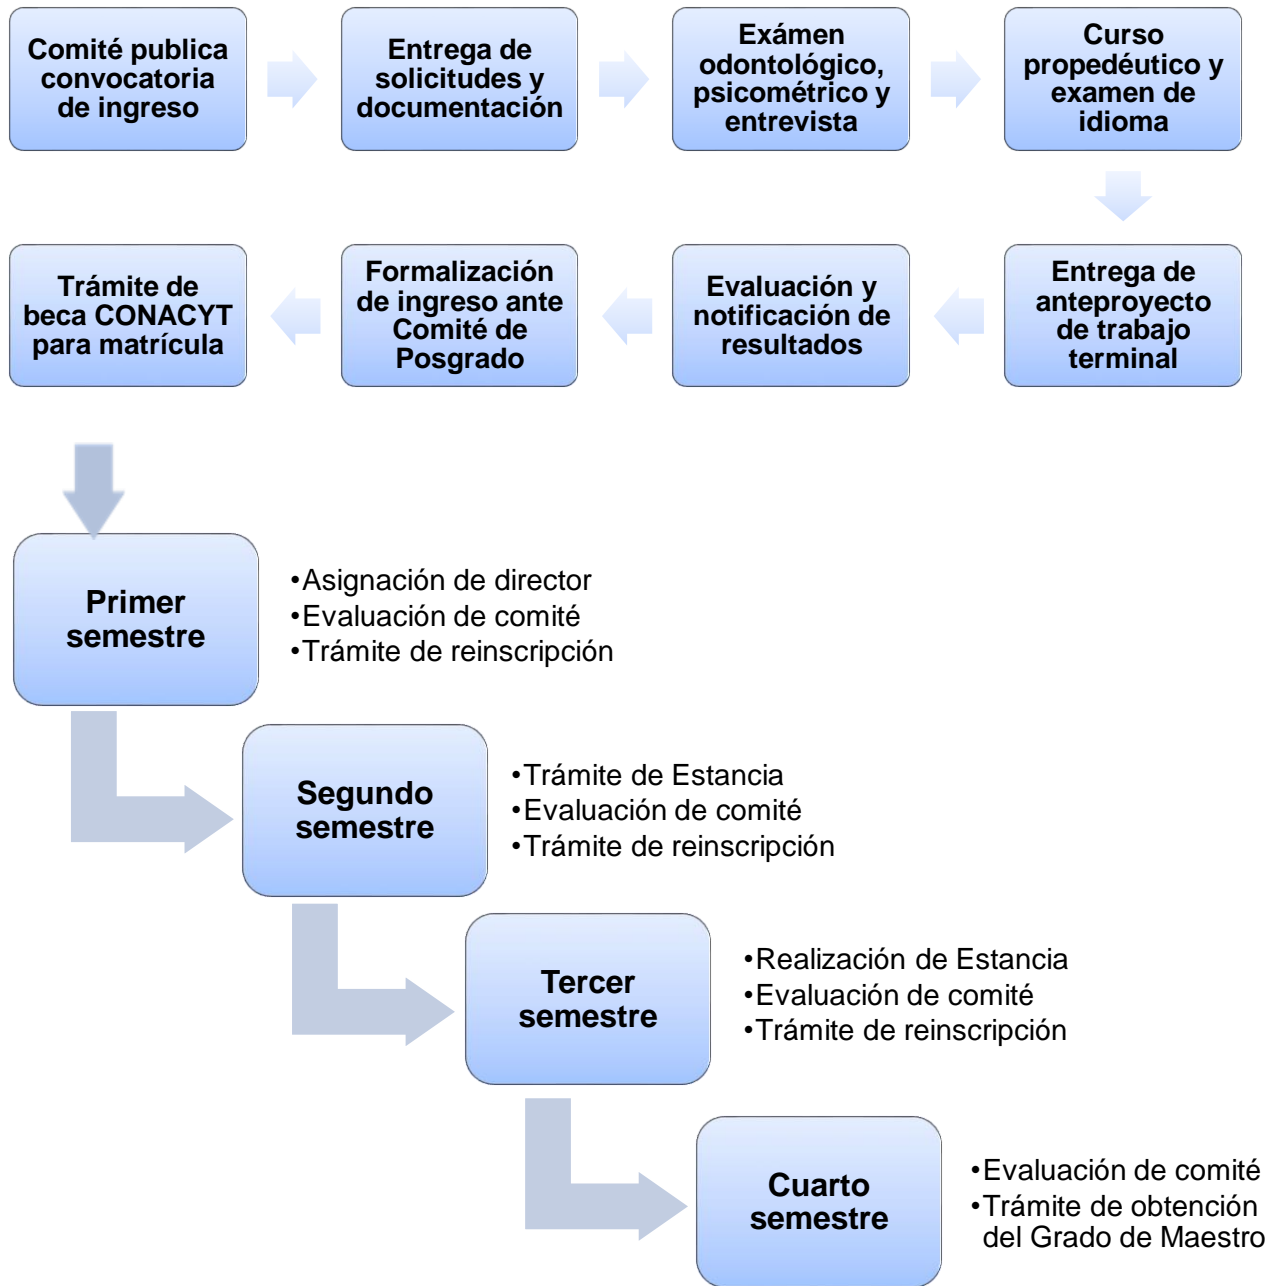 Comité publica
convocatoria
de ingreso
Entrega de
solicitudes y
documentación
Exámen
odontológico,
psicométrico y
entrevista
Curso
propedéutico y
examen de
idioma
Entrega de
anteproyecto
de trabajo
terminal
Evaluación y
notificación de
resultados
Formalización
de ingreso ante
Comité de
Posgrado
Trámite de
beca CONACYT
para matrícula
Primer
semestre
•Asignación de director
•Evaluación de comité
•Trámite de reinscripción
Segundo
semestre
•Trámite de Estancia
•Evaluación de comité
•Trámite de reinscripción
Tercer
semestre
•Realización de Estancia
•Evaluación de comité
•Trámite de reinscripción
Cuarto
semestre
•Evaluación de comité
•Trámite de obtención
del Grado de Maestro